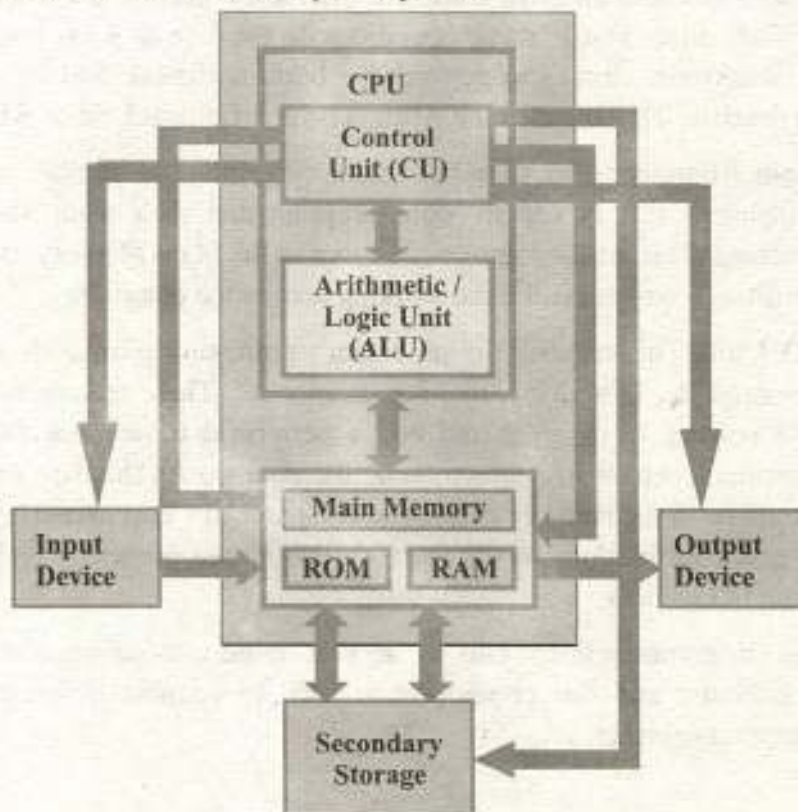 CPU
Control
Unit (CU)
Arithmetic /
Logic Unit
(ALU)
Main Memory
ROM
RAM
Input
Device
Output
Device
Secondary
Storage